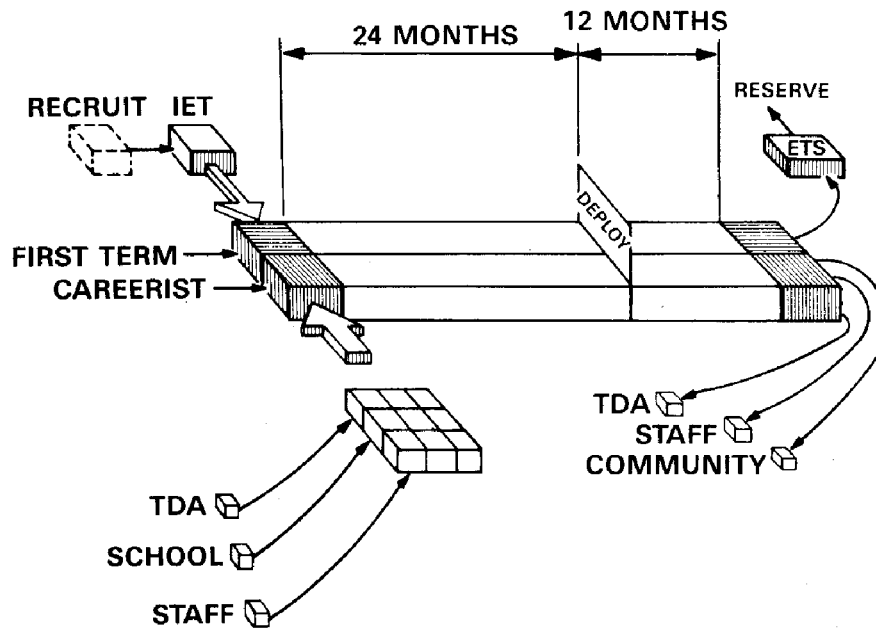 24 MONTHS
12 MONTHS
RECRUIT
IET
RESERVE
ETS
DEPLOY
FIRST TERM
CAREERIST
TDA
STAFF
COMMUNITY
TDA
SCHOOL
STAFF